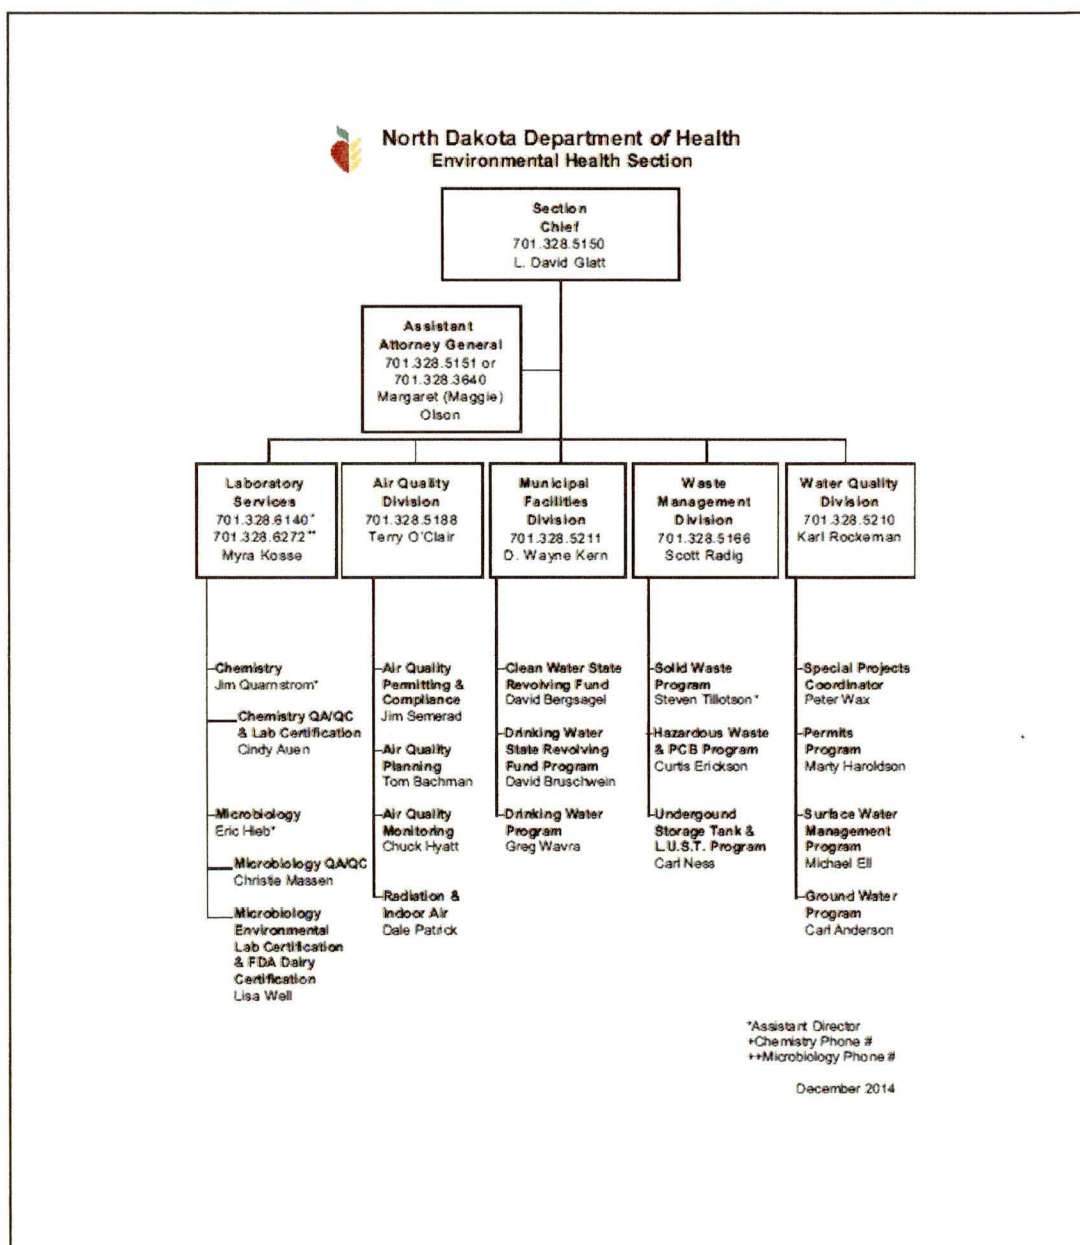 North Dakota Department of Health
Environmental Health Section
Section
Chief
701.328.5150
L. David Glatt
Assistant
Attorney General
701.328.5151 or
701.328.3640
Margaret (Maggie)
Olson
Laboratory
Services
701.328.6140+
701.328.6272++
Myra Kosse
Air Quality
Division
701.328.5188
Terry O'Clair
Municipal
Facilities
Division
701.328.5211
D. Wayne Kern
Waste
Management
Division
701.328.5166
Scott Radig
Water Quality
Division
701.328.5210
Karl Rockeman
Chemistry
Jim Quarnstrom*
Chemistry QA/QC
& Lab Certification
Cindy Auen
Microbiology
Eric Hieb*
Microbiology QA/QC
Christie Massen
Microbiology
Environmental
Lab Certification
& FDA Dairy
Certification
Lisa Well
Air Quality
Permitting &
Compliance
Jim Semerad
Air Quality
Planning
Tom Bachman
Air Quality
Monitoring
Chuck Hyatt
Radiation &
Indoor Air
Dale Patrick
Clean Water State
Revolving Fund
David Bergsagel
Drinking Water
State Revolving
Fund Program
David Bruschwein
Drinking Water
Program
Greg Wavra
Solid Waste
Program
Steven Tillotson*
Hazardous Waste
& PCB Program
Curtis Erickson
Undergound
Storage Tank &
L.U.S.T. Program
Carl Ness
Special Projects
Coordinator
Peter Wax
Permits
Program
Marty Haroldson
Surface Water
Management
Program
Michael Ell
Ground Water
Program
Carl Anderson
*Assistant Director
+Chemistry Phone #
++Microbiology Phone #
December 2014